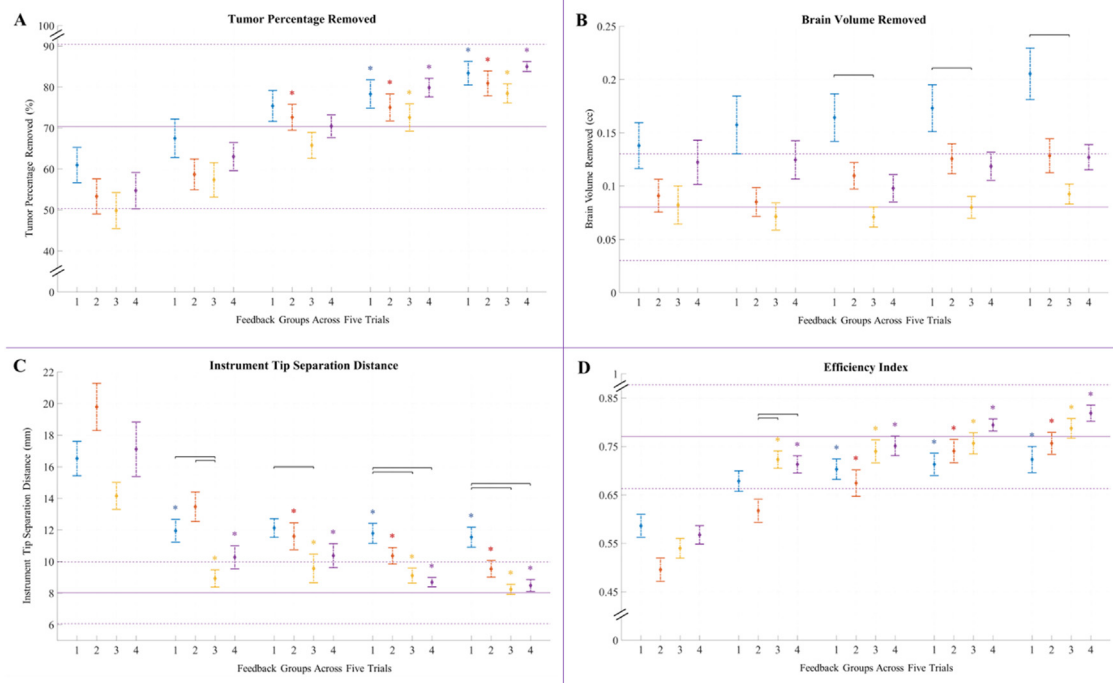 A
Tumor Percentage Removed
100
90
80
70
60
50
40
0
Tumor Percentage Removed (%)
* * * * * * * * *
1 2 3 4 1 2 3 4 1 2 3 4 1 2 3 4 1 2 3 4
Feedback Groups Across Five Trials
B
Brain Volume Removed
0.25
0.2
0.15
0.1
0.05
0
Brain Volume Removed (cc)
1 2 3 4 1 2 3 4 1 2 3 4 1 2 3 4 1 2 3 4
Feedback Groups Across Five Trials
C
Instrument Tip Separation Distance
22
20
18
16
14
12
10
8
6
Instrument Tip Separation Distance (mm)
* * * * * * * * * * * * * *
1 2 3 4 1 2 3 4 1 2 3 4 1 2 3 4 1 2 3 4
Feedback Groups Across Five Trials
D
Efficiency Index
1
0.85
0.75
0.65
0.55
0.45
0
Efficiency Index
* * * * * * * * * * * * * *
1 2 3 4 1 2 3 4 1 2 3 4 1 2 3 4 1 2 3 4
Feedback Groups Across Five Trials